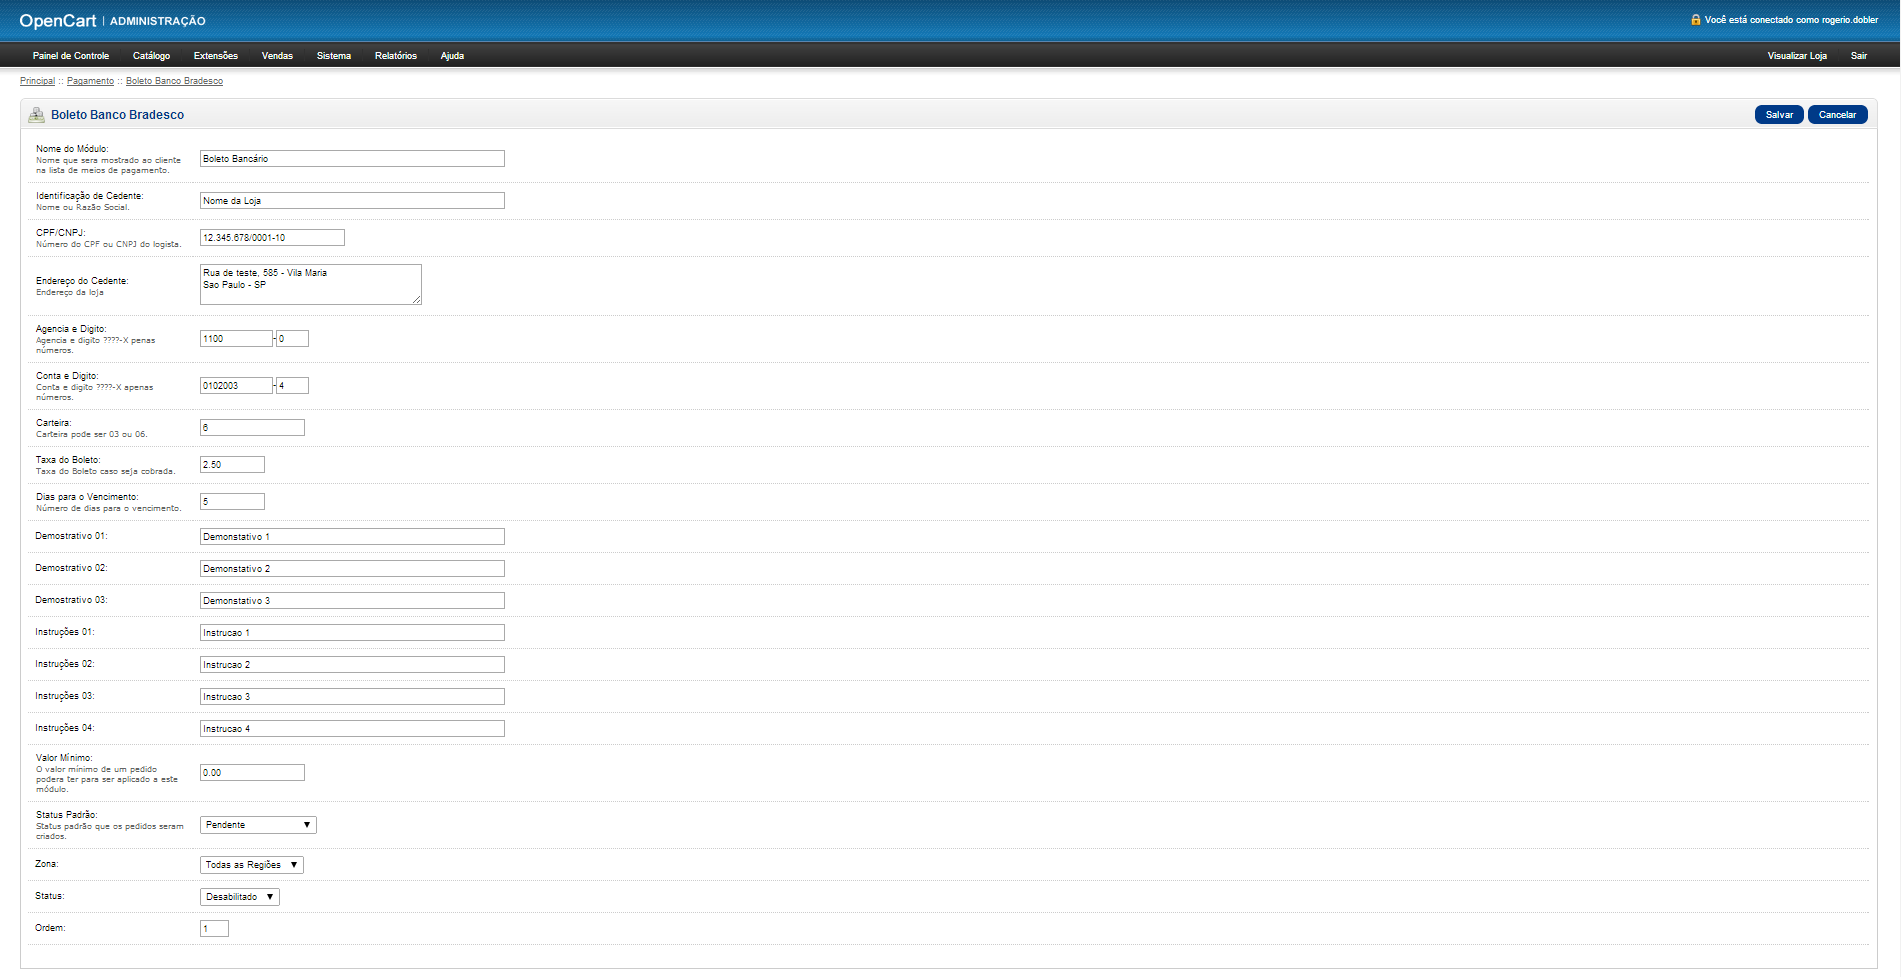 OpenCart | ADMINISTRAÇÃO
Você está conectado como rogerio.dobler
Painel de Controle Catálogo Extensões Vendas Sistema Relatórios Ajuda Visualizar Loja Sair
Principal :: Pagamento :: Boleto Banco Bradesco
Boleto Banco Bradesco Salvar Cancelar
Nome do Módulo:
Nome que sera mostrado ao cliente
na lista de meios de pagamento.
Boleto Bancário
Identificação de Cedente:
Nome ou Razão Social.
Nome da Loja
CPF/CNPJ:
Número do CPF ou CNPJ do logista.
12.345.678/0001-10
Endereço do Cedente:
Endereço da loja
Rua de teste, 585 - Vila Maria
Sao Paulo - SP
Agencia e Digito:
Agencia e digito ????-X penas
números.
1100 - 0
Conta e Digito:
Conta e digito ????-X apenas
números.
0102003 - 4
Carteira:
Carteira pode ser 03 ou 06.
6
Taxa do Boleto:
Taxa do Boleto caso seja cobrada.
2.50
Dias para o Vencimento:
Número de dias para o vencimento.
5
Demostrativo 01: Demonstativo 1
Demostrativo 02: Demonstativo 2
Demostrativo 03: Demonstativo 3
Instruções 01: Instrucao 1
Instruções 02: Instrucao 2
Instruções 03: Instrucao 3
Instruções 04: Instrucao 4
Valor Mínimo:
O valor mínimo de um pedido
podera ter para ser aplicado a este
módulo.
0.00
Status Padrão:
Status padrão que os pedidos seram
criados.
Pendente
Zona: Todas as Regiões
Status: Desabilitado
Ordem: 1